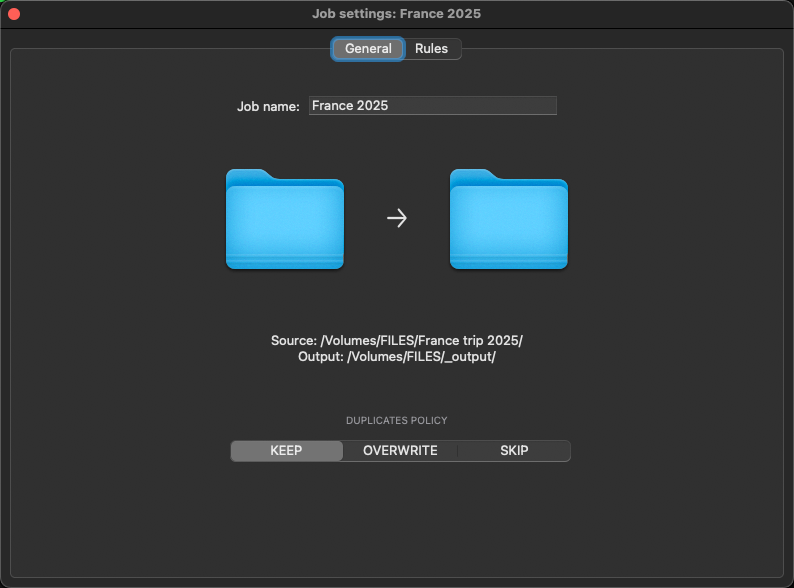 Job settings: France 2025
General Rules
Job name: France 2025
Source: /Volumes/FILES/France trip 2025/
Output: /Volumes/FILES/_output/
DUPLICATES POLICY
KEEP OVERWRITE SKIP